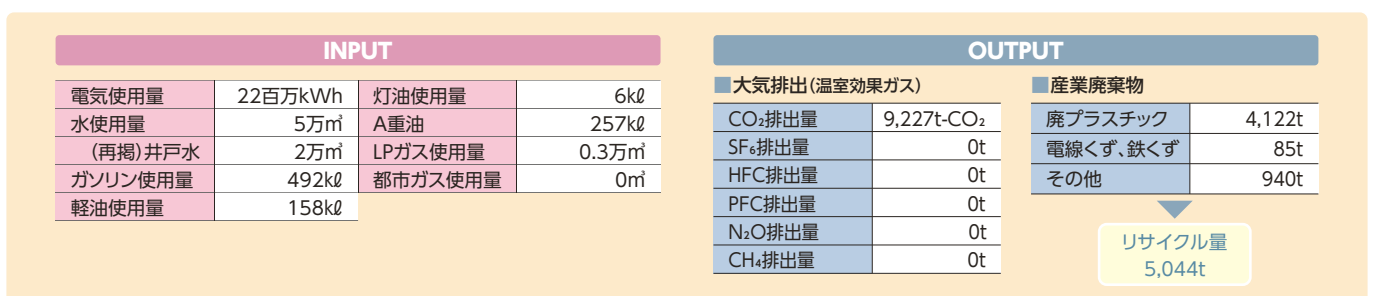 INPUT
電気使用量 22百万kWh 灯油使用量 6kℓ
水使用量 5万㎥ A重油 257kℓ
(再掲)井戸水 2万㎥ LPガス使用量 0.3万㎥
ガソリン使用量 492kℓ 都市ガス使用量 0㎥
軽油使用量 158kℓ
OUTPUT
■大気排出(温室効果ガス)
CO₂排出量 9,227t-CO₂
SF₆排出量 0t
HFC排出量 0t
PFC排出量 0t
N₂O排出量 0t
CH₄排出量 0t
■産業廃棄物
廃プラスチック 4,122t
電線くず、鉄くず 85t
その他 940t
リサイクル量
5,044t